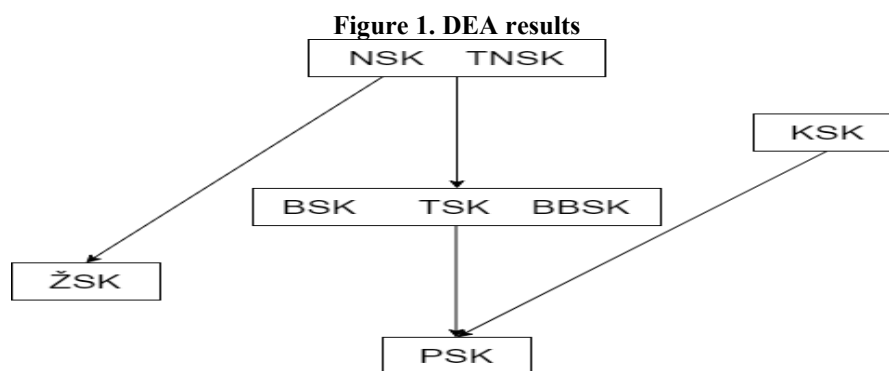 Figure 1. DEA results
NSK TNSK
KSK
BSK TSK BBSK
ŽSK
PSK